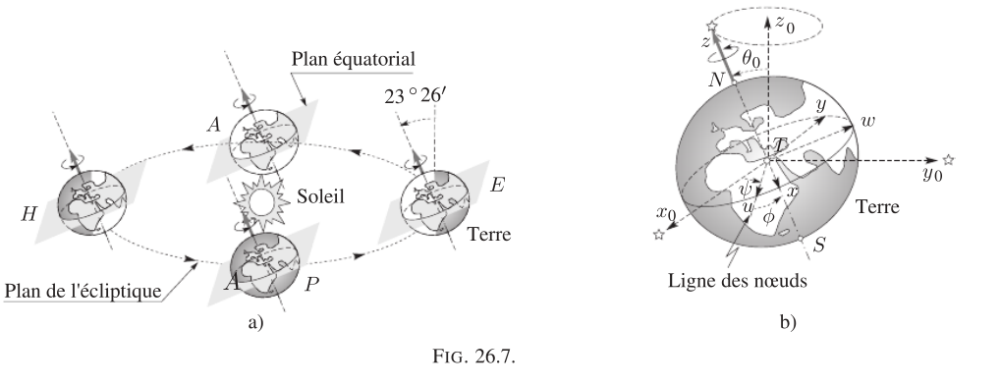 Plan équatorial
23°26′
A
E
H
Soleil
Terre
A
P
Plan de l'écliptique
a)
z₀
z
θ₀
N
y
w
T
y₀
x₀
ψ
u
x
ϕ
Terre
S
Ligne des nœuds
b)
FIG. 26.7.